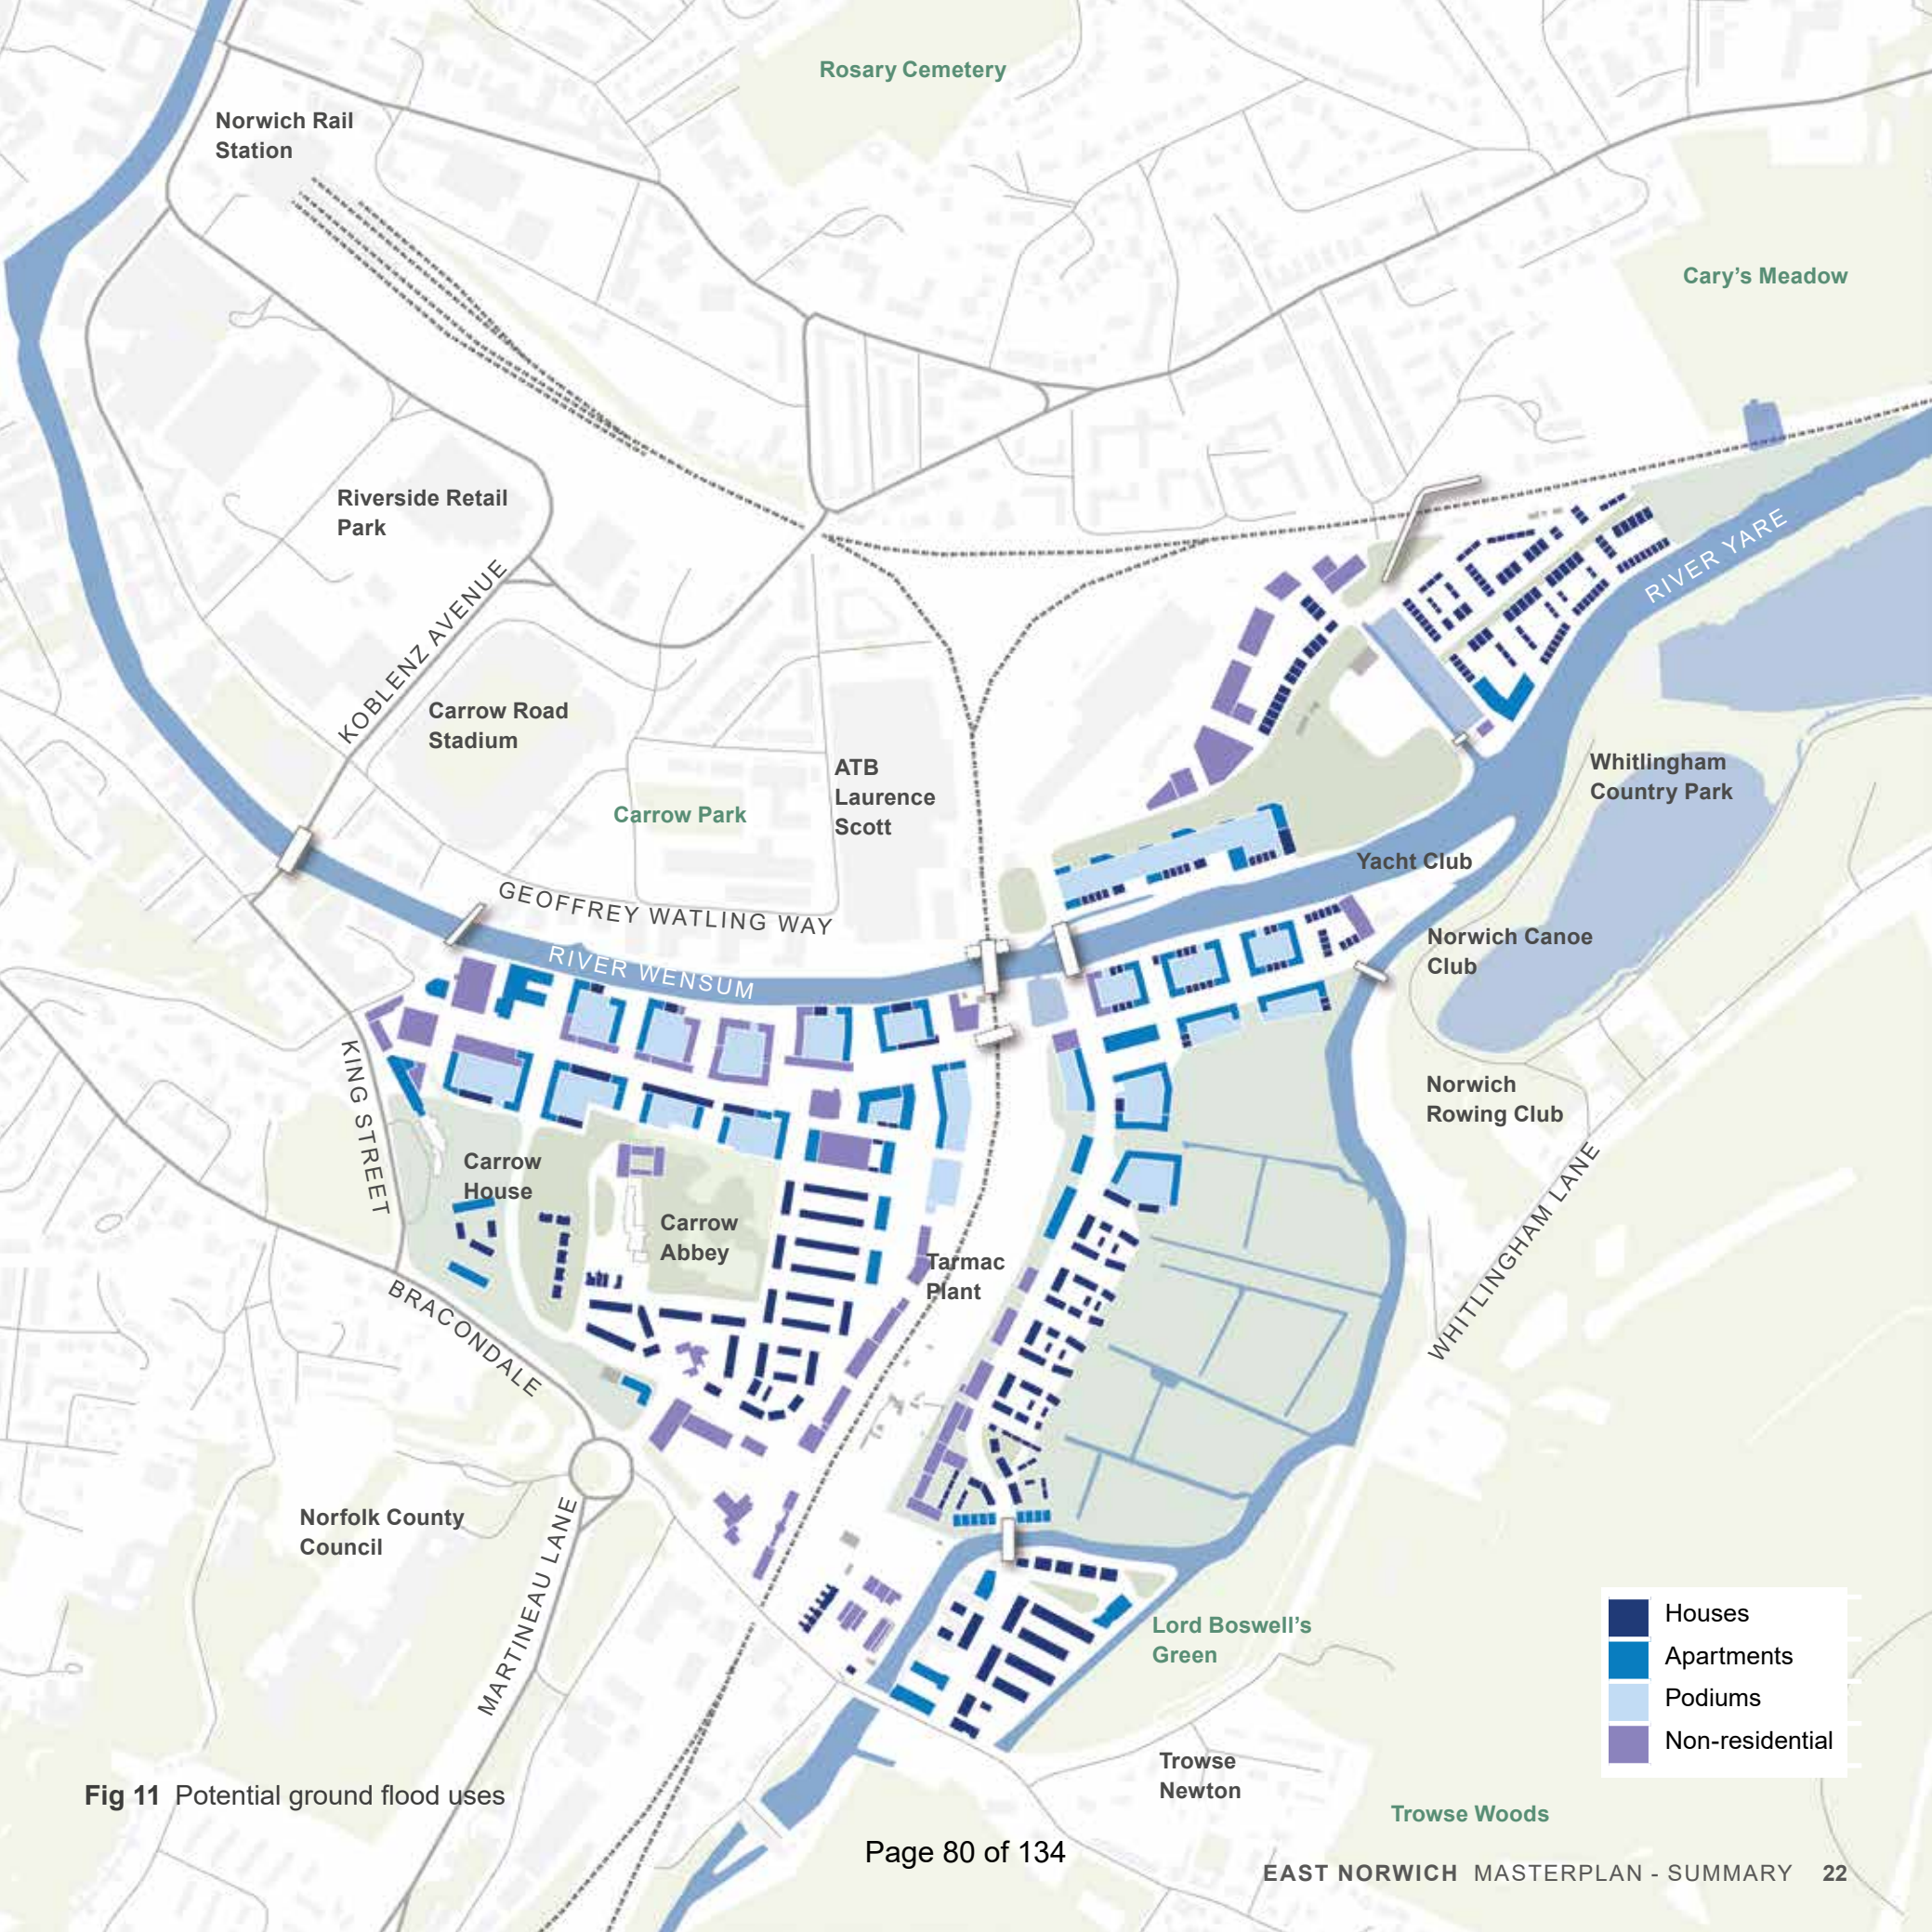 Rosary Cemetery
Norwich Rail
Station
Cary's Meadow
Riverside Retail
Park
RIVER YARE
KOBLENZ AVENUE
Carrow Road
Stadium
ATB
Laurence
Scott
Carrow Park
Whitlingham
Country Park
Yacht Club
GEOFFREY WATLING WAY
RIVER WENSUM
Norwich Canoe
Club
KING STREET
Norwich
Rowing Club
Carrow
House
Carrow
Abbey
Tarmac
Plant
WHITLINGHAM LANE
BRACONDALE
Norfolk County
Council
MARTINEAU LANE
Lord Boswell's
Green
Houses
Apartments
Podiums
Non-residential
Trowse
Newton
Trowse Woods
Fig 11 Potential ground flood uses
Page 80 of 134
EAST NORWICH MASTERPLAN - SUMMARY 22